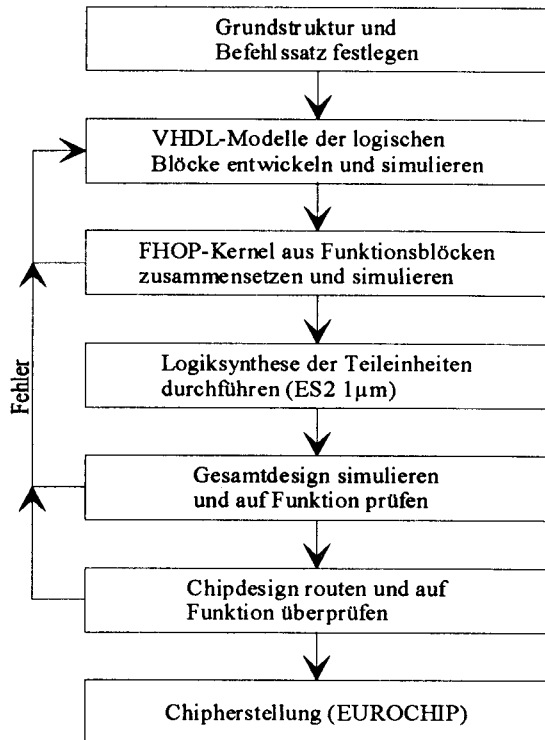 Grundstruktur und
Befehlssatz festlegen
VHDL-Modelle der logischen
Blöcke entwickeln und simulieren
FHOP-Kernel aus Funktionsblöcken
zusammensetzen und simulieren
Logiksynthese der Teileinheiten
durchführen (ES2 1µm)
Fehler
Gesamtdesign simulieren
und auf Funktion prüfen
Chipdesign routen und auf
Funktion überprüfen
Chipherstellung (EUROCHIP)